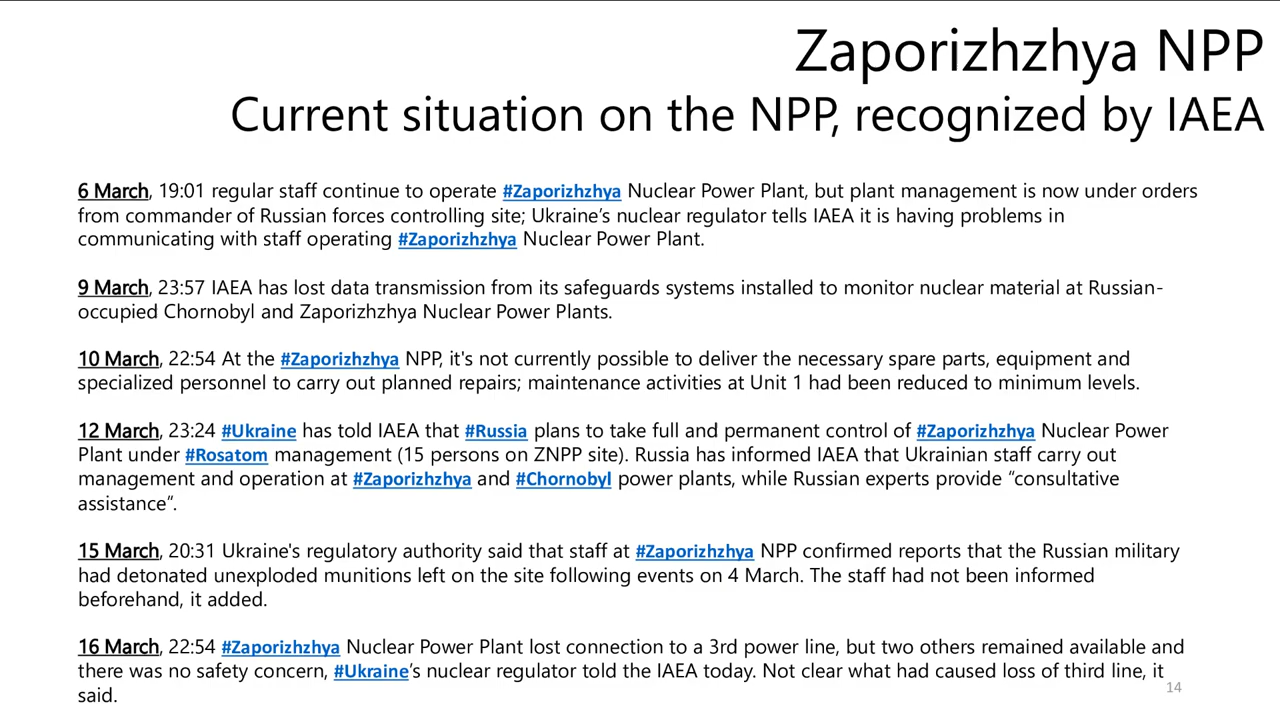 Zaporizhzhya NPP
Current situation on the NPP, recognized by IAEA
6 March, 19:01 regular staff continue to operate #Zaporizhzhya Nuclear Power Plant, but plant management is now under orders
from commander of Russian forces controlling site; Ukraine’s nuclear regulator tells IAEA it is having problems in
communicating with staff operating #Zaporizhzhya Nuclear Power Plant.
9 March, 23:57 IAEA has lost data transmission from its safeguards systems installed to monitor nuclear material at Russian-
occupied Chornobyl and Zaporizhzhya Nuclear Power Plants.
10 March, 22:54 At the #Zaporizhzhya NPP, it's not currently possible to deliver the necessary spare parts, equipment and
specialized personnel to carry out planned repairs; maintenance activities at Unit 1 had been reduced to minimum levels.
12 March, 23:24 #Ukraine has told IAEA that #Russia plans to take full and permanent control of #Zaporizhzhya Nuclear Power
Plant under #Rosatom management (15 persons on ZNPP site). Russia has informed IAEA that Ukrainian staff carry out
management and operation at #Zaporizhzhya and #Chornobyl power plants, while Russian experts provide “consultative
assistance”.
15 March, 20:31 Ukraine's regulatory authority said that staff at #Zaporizhzhya NPP confirmed reports that the Russian military
had detonated unexploded munitions left on the site following events on 4 March. The staff had not been informed
beforehand, it added.
16 March, 22:54 #Zaporizhzhya Nuclear Power Plant lost connection to a 3rd power line, but two others remained available and
there was no safety concern, #Ukraine’s nuclear regulator told the IAEA today. Not clear what had caused loss of third line, it
said.
14